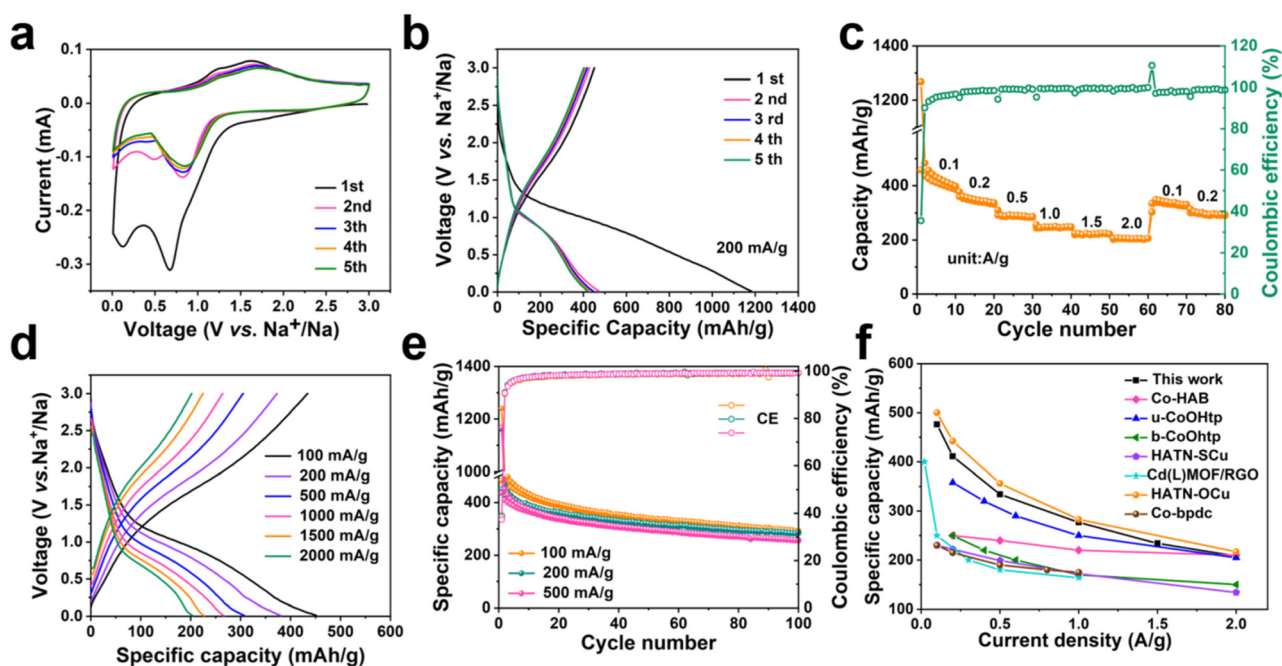 a
0.1
0.0
-0.1
-0.2
-0.3
Current (mA)
1st
2nd
3th
4th
5th
0.0 0.5 1.0 1.5 2.0 2.5 3.0
Voltage (V vs. Na+/Na)
b
3.0
2.5
2.0
1.5
1.0
0.5
0.0
Voltage (V vs. Na+/Na)
1 st
2 nd
3 rd
4 th
5 th
200 mA/g
0 200 400 600 800 1000 1200 1400
Specific Capacity (mAh/g)
c
1400
1200
400
200
0
Capacity (mAh/g)
0.1
0.2
0.5
1.0
1.5
2.0
0.1
0.2
unit:A/g
120
100
80
60
40
20
0
Coulombic efficiency (%)
0 10 20 30 40 50 60 70 80
Cycle number
d
3.0
2.5
2.0
1.5
1.0
0.5
0.0
Voltage (V vs.Na+/Na)
100 mA/g
200 mA/g
500 mA/g
1000 mA/g
1500 mA/g
2000 mA/g
0 100 200 300 400 500 600
Specific capacity (mAh/g)
e
1400
1300
1200
1000
400
200
0
Specific capacity (mAh/g)
CE
100 mA/g
200 mA/g
500 mA/g
100
80
60
40
20
0
Coulombic efficiency (%)
0 20 40 60 80 100
Cycle number
f
600
500
400
300
200
100
Specific capacity (mAh/g)
This work
Co-HAB
u-CoOHtp
b-CoOhtp
HATN-SCu
Cd(L)MOF/RGO
HATN-OCu
Co-bpdc
0.0 0.5 1.0 1.5 2.0
Current density (A/g)